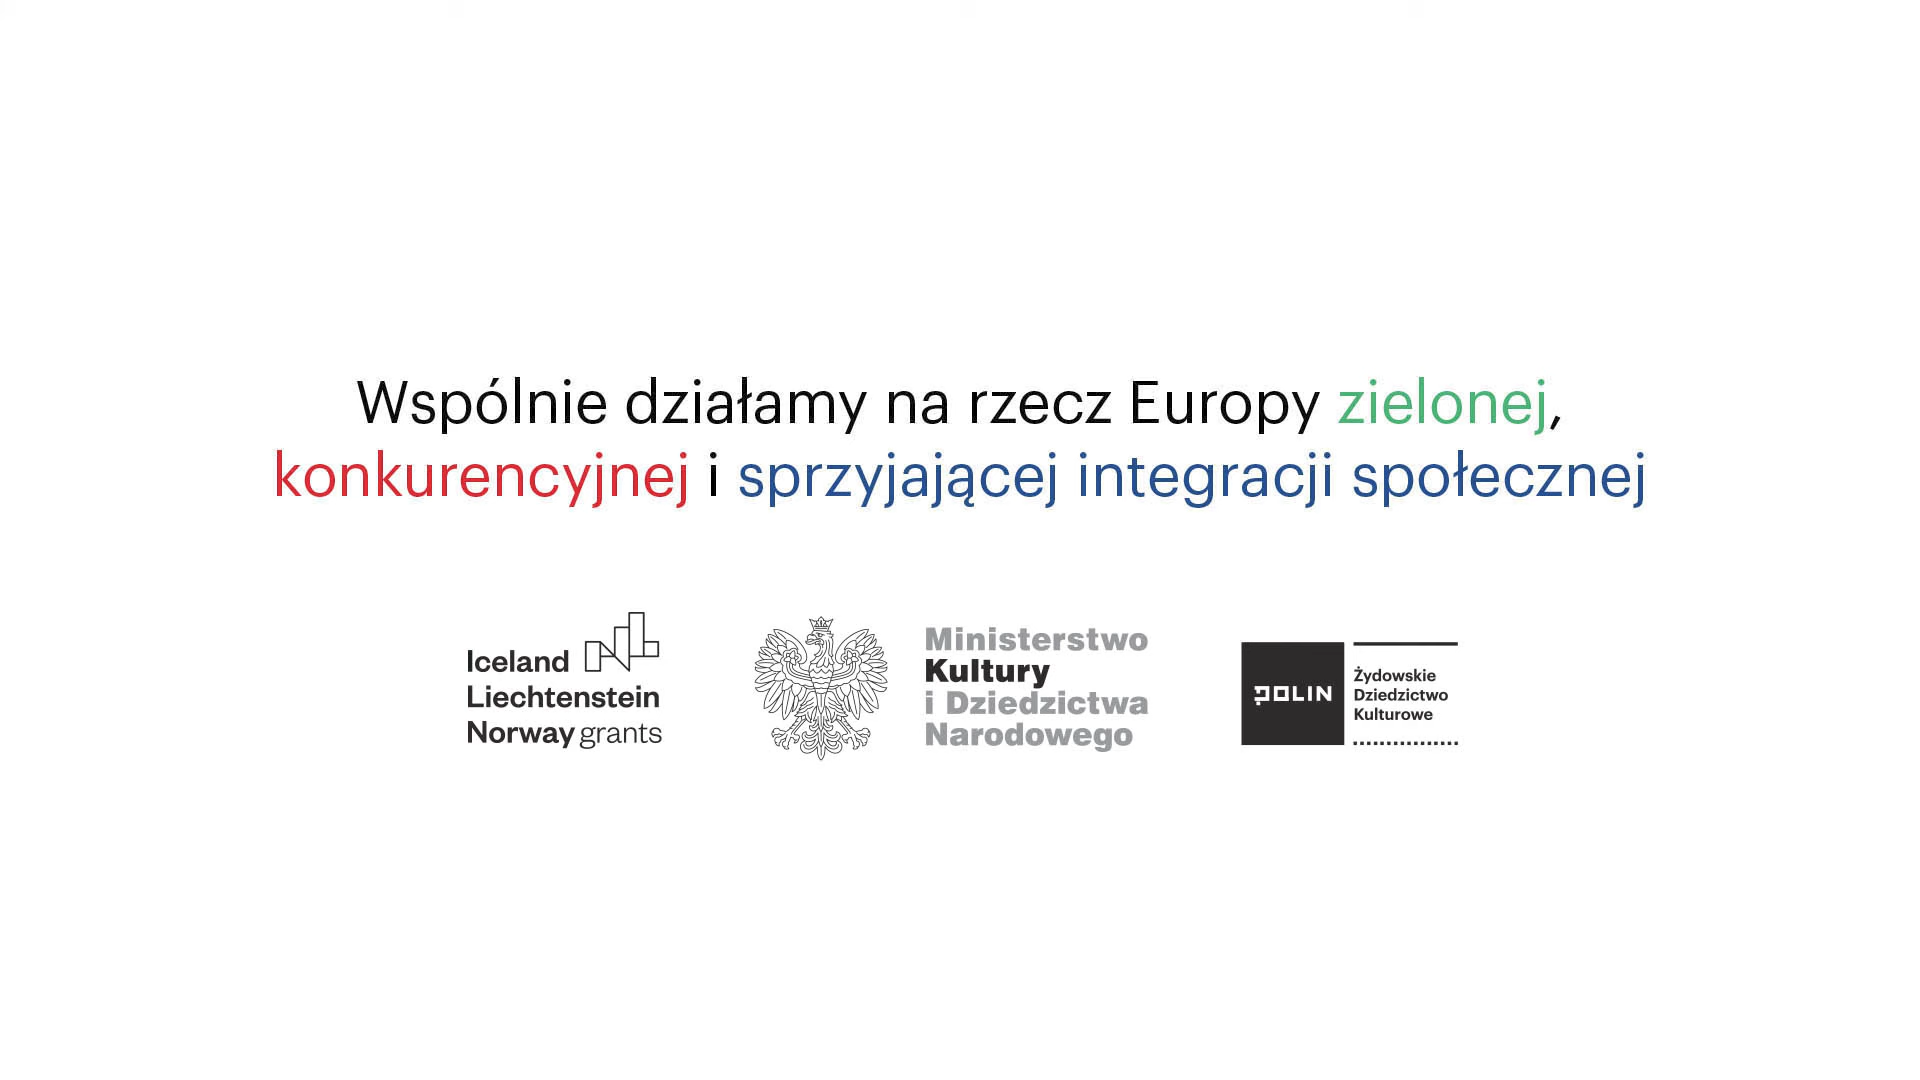 Wspólnie działamy na rzecz Europy zielonej,
konkurencyjnej i sprzyjającej integracji społecznej
Iceland
Liechtenstein
Norway grants
Ministerstwo
Kultury
i Dziedzictwa
Narodowego
POLIN
Żydowskie
Dziedzictwo
Kulturowe